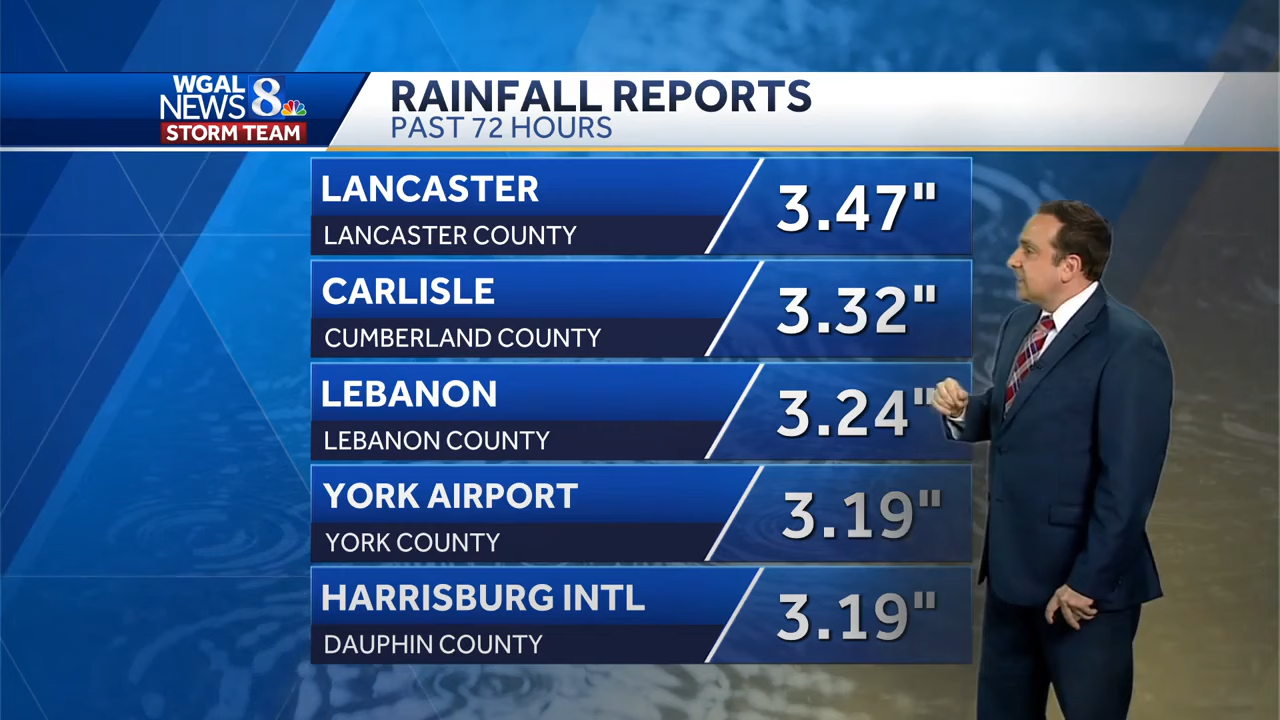 WGAL
NEWS 8
STORM TEAM
RAINFALL REPORTS
PAST 72 HOURS
LANCASTER
LANCASTER COUNTY
3.47"
CARLISLE
CUMBERLAND COUNTY
3.32"
LEBANON
LEBANON COUNTY
3.24"
YORK AIRPORT
YORK COUNTY
3.19"
HARRISBURG INTL
DAUPHIN COUNTY
3.19"